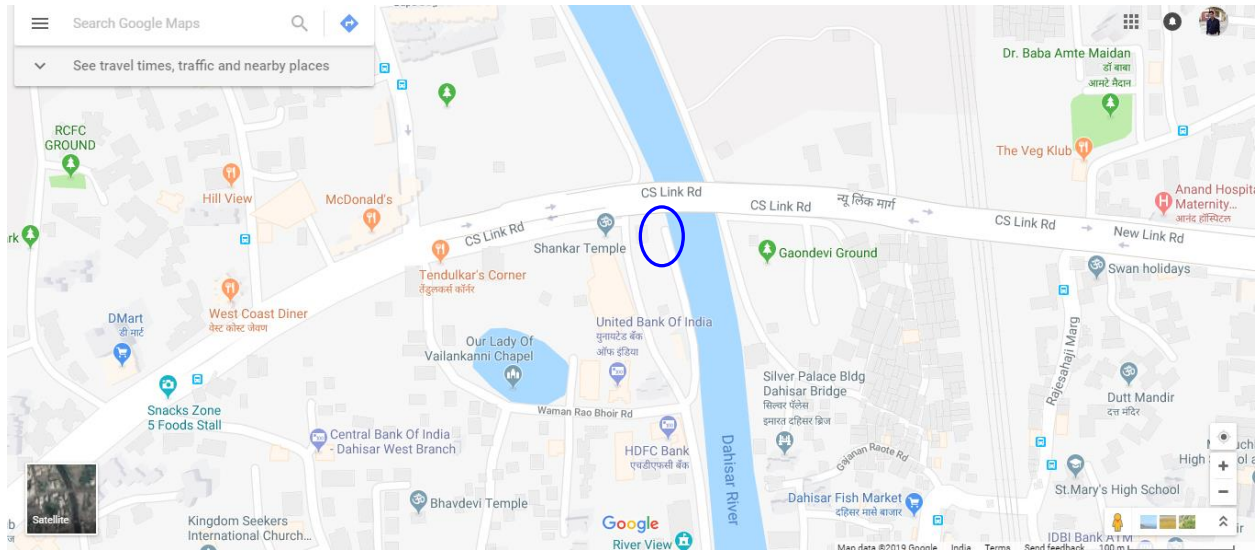 Search Google Maps
See travel times, traffic and nearby places
Dr. Baba Amte Maidan
डॉ बाबा
आमटे मैदान
RCFC
GROUND
The Veg Klub
Hill View
McDonald's
CS Link Rd
CS Link Rd
न्यू लिंक मार्ग
Anand Hospita
Maternity...
आनंद हॉस्पिटल
CS Link Rd
New Link Rd
CS Link Rd
rk
Shankar Temple
Gaondevi Ground
Swan holidays
Tendulkar's Corner
तेंडुलकर्स कॉर्नर
West Coast Diner
वेस्ट कोस्ट जेवण
DMart
डी मार्ट
United Bank Of India
युनायटेड बँक
ऑफ इंडिया
Our Lady Of
Vailankanni Chapel
Rajesahaji Marg
Silver Palace Bldg
Dahisar Bridge
सिल्वर पॅलेस
इमारत दहिसर ब्रिज
Dutt Mandir
दत्त मंदिर
Snacks Zone
5 Foods Stall
Waman Rao Bhoir Rd
Central Bank Of India
- Dahisar West Branch
HDFC Bank
एचडीएफसी बँक
Dahisar River
Gajanan Raote Rd
High
St.Mary's High School
Bhavdevi Temple
Dahisar Fish Market
दहिसर मासे बाजार
Satellite
Kingdom Seekers
International Church...
Google
River View
IDBI Bank ATM
Map data ©2019 Google India Terms Send feedback 100 m